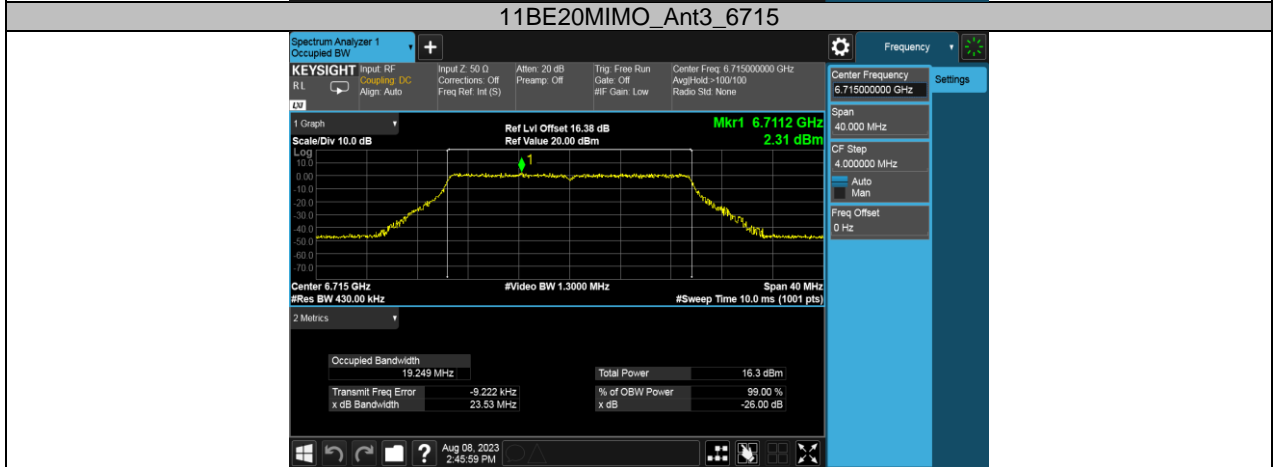 11BE20MIMO_Ant3_6715
Spectrum Analyzer 1
Occupied BW
+
Frequency
KEYSIGHT Input: RF Input Z: 50 Ω Atten: 20 dB Trig: Free Run Center Freq: 6.715000000 GHz
RL Coupling: DC Corrections: Off Preamp: Off Gate: Off Avg|Hold:>100/100
Align: Auto Freq Ref: Int (S) #IF Gain: Low Radio Std: None
LXI
Center Frequency
6.715000000 GHz
Settings
Span
40.000 MHz
CF Step
4.000000 MHz
Auto
Man
Freq Offset
0 Hz
1 Graph
Ref Lvl Offset 16.38 dB
Mkr1 6.7112 GHz
Scale/Div 10.0 dB
Ref Value 20.00 dBm
2.31 dBm
Log
10.0
0.00
-10.0
-20.0
-30.0
-40.0
-50.0
-60.0
-70.0
1
Center 6.715 GHz #Video BW 1.3000 MHz Span 40 MHz
#Res BW 430.00 kHz #Sweep Time 10.0 ms (1001 pts)
2 Metrics
Occupied Bandwidth
19.249 MHz Total Power 16.3 dBm
Transmit Freq Error -9.222 kHz % of OBW Power 99.00 %
x dB Bandwidth 23.53 MHz x dB -26.00 dB
? Aug 08, 2023
2:45:59 PM